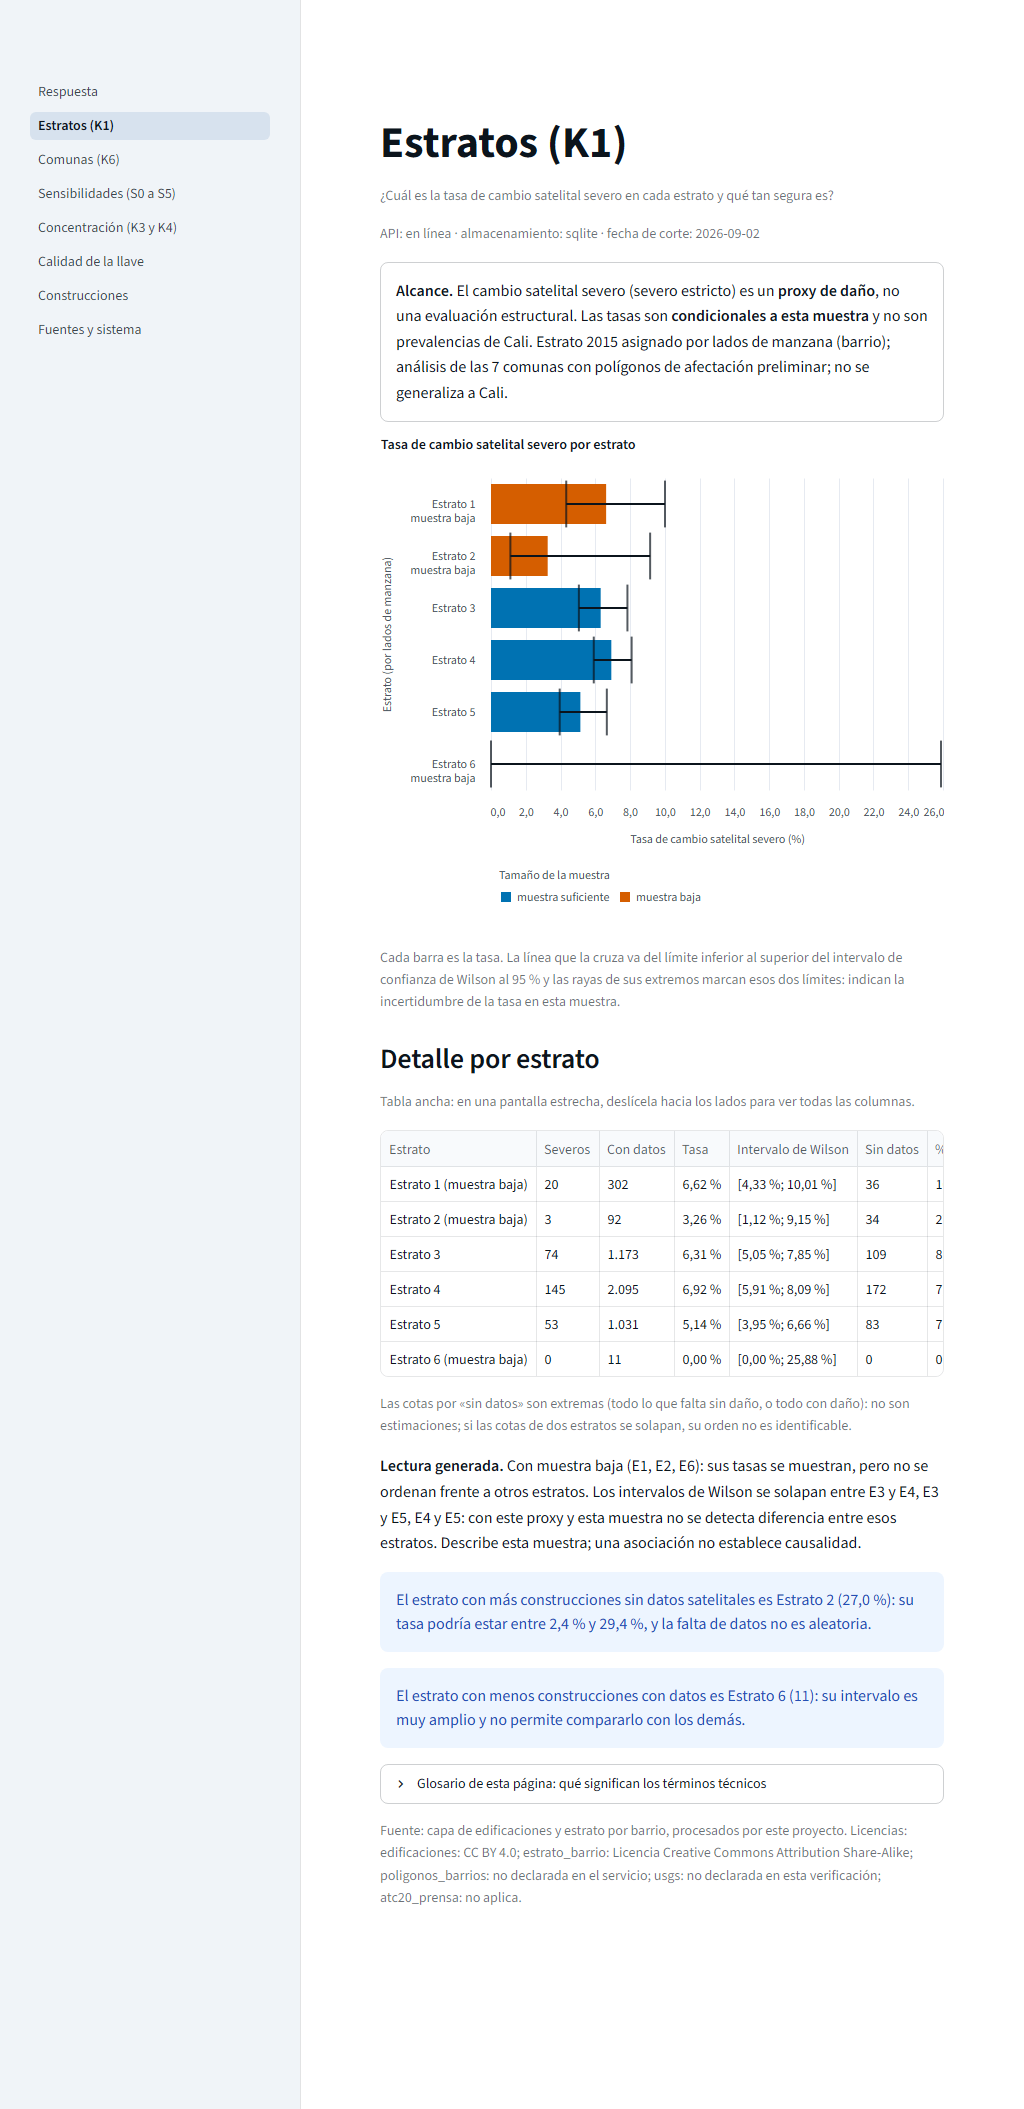 Respuesta
Estratos (K1)
Comunas (K6)
Sensibilidades (S0 a S5)
Concentración (K3 y K4)
Calidad de la llave
Construcciones
Fuentes y sistema
Estratos (K1)
¿Cuál es la tasa de cambio satelital severo en cada estrato y qué tan segura es?
API: en línea · almacenamiento: sqlite · fecha de corte: 2026-09-02
Alcance. El cambio satelital severo (severo estricto) es un proxy de daño, no
una evaluación estructural. Las tasas son condicionales a esta muestra y no son
prevalencias de Cali. Estrato 2015 asignado por lados de manzana (barrio);
análisis de las 7 comunas con polígonos de afectación preliminar; no se
generaliza a Cali.
Tasa de cambio satelital severo por estrato
Estrato (por lados de manzana)
Estrato 1
muestra baja
Estrato 2
muestra baja
Estrato 3
Estrato 4
Estrato 5
Estrato 6
muestra baja
0,0 2,0 4,0 6,0 8,0 10,0 12,0 14,0 16,0 18,0 20,0 22,0 24,0 26,0
Tasa de cambio satelital severo (%)
Tamaño de la muestra
muestra suficiente muestra baja
Cada barra es la tasa. La línea que la cruza va del límite inferior al superior del intervalo de
confianza de Wilson al 95 % y las rayas de sus extremos marcan esos dos límites: indican la
incertidumbre de la tasa en esta muestra.
Detalle por estrato
Tabla ancha: en una pantalla estrecha, deslícela hacia los lados para ver todas las columnas.
Estrato Severos Con datos Tasa Intervalo de Wilson Sin datos %
Estrato 1 (muestra baja) 20 302 6,62 % [4,33 %; 10,01 %] 36 1
Estrato 2 (muestra baja) 3 92 3,26 % [1,12 %; 9,15 %] 34 2
Estrato 3 74 1.173 6,31 % [5,05 %; 7,85 %] 109 8
Estrato 4 145 2.095 6,92 % [5,91 %; 8,09 %] 172 7
Estrato 5 53 1.031 5,14 % [3,95 %; 6,66 %] 83 7
Estrato 6 (muestra baja) 0 11 0,00 % [0,00 %; 25,88 %] 0 0
Las cotas por «sin datos» son extremas (todo lo que falta sin daño, o todo con daño): no son
estimaciones; si las cotas de dos estratos se solapan, su orden no es identificable.
Lectura generada. Con muestra baja (E1, E2, E6): sus tasas se muestran, pero no se
ordenan frente a otros estratos. Los intervalos de Wilson se solapan entre E3 y E4, E3
y E5, E4 y E5: con este proxy y esta muestra no se detecta diferencia entre esos
estratos. Describe esta muestra; una asociación no establece causalidad.
El estrato con más construcciones sin datos satelitales es Estrato 2 (27,0 %): su
tasa podría estar entre 2,4 % y 29,4 %, y la falta de datos no es aleatoria.
El estrato con menos construcciones con datos es Estrato 6 (11): su intervalo es
muy amplio y no permite compararlo con los demás.
Glosario de esta página: qué significan los términos técnicos
Fuente: capa de edificaciones y estrato por barrio, procesados por este proyecto. Licencias:
edificaciones: CC BY 4.0; estrato_barrio: Licencia Creative Commons Attribution Share-Alike;
poligonos_barrios: no declarada en el servicio; usgs: no declarada en esta verificación;
atc20_prensa: no aplica.